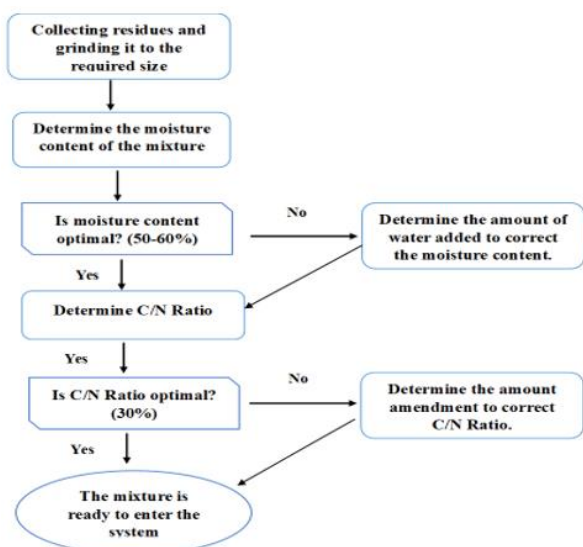 Collecting residues and
grinding it to the
required size
Determine the moisture
content of the mixture
Is moisture content
optimal? (50-60%)
No
Determine the amount of
water added to correct
the moisture content.
Yes
Determine C/N Ratio
Yes
Is C/N Ratio optimal?
(30%)
No
Determine the amount
amendment to correct
C/N Ratio.
Yes
The mixture is
ready to enter the
system